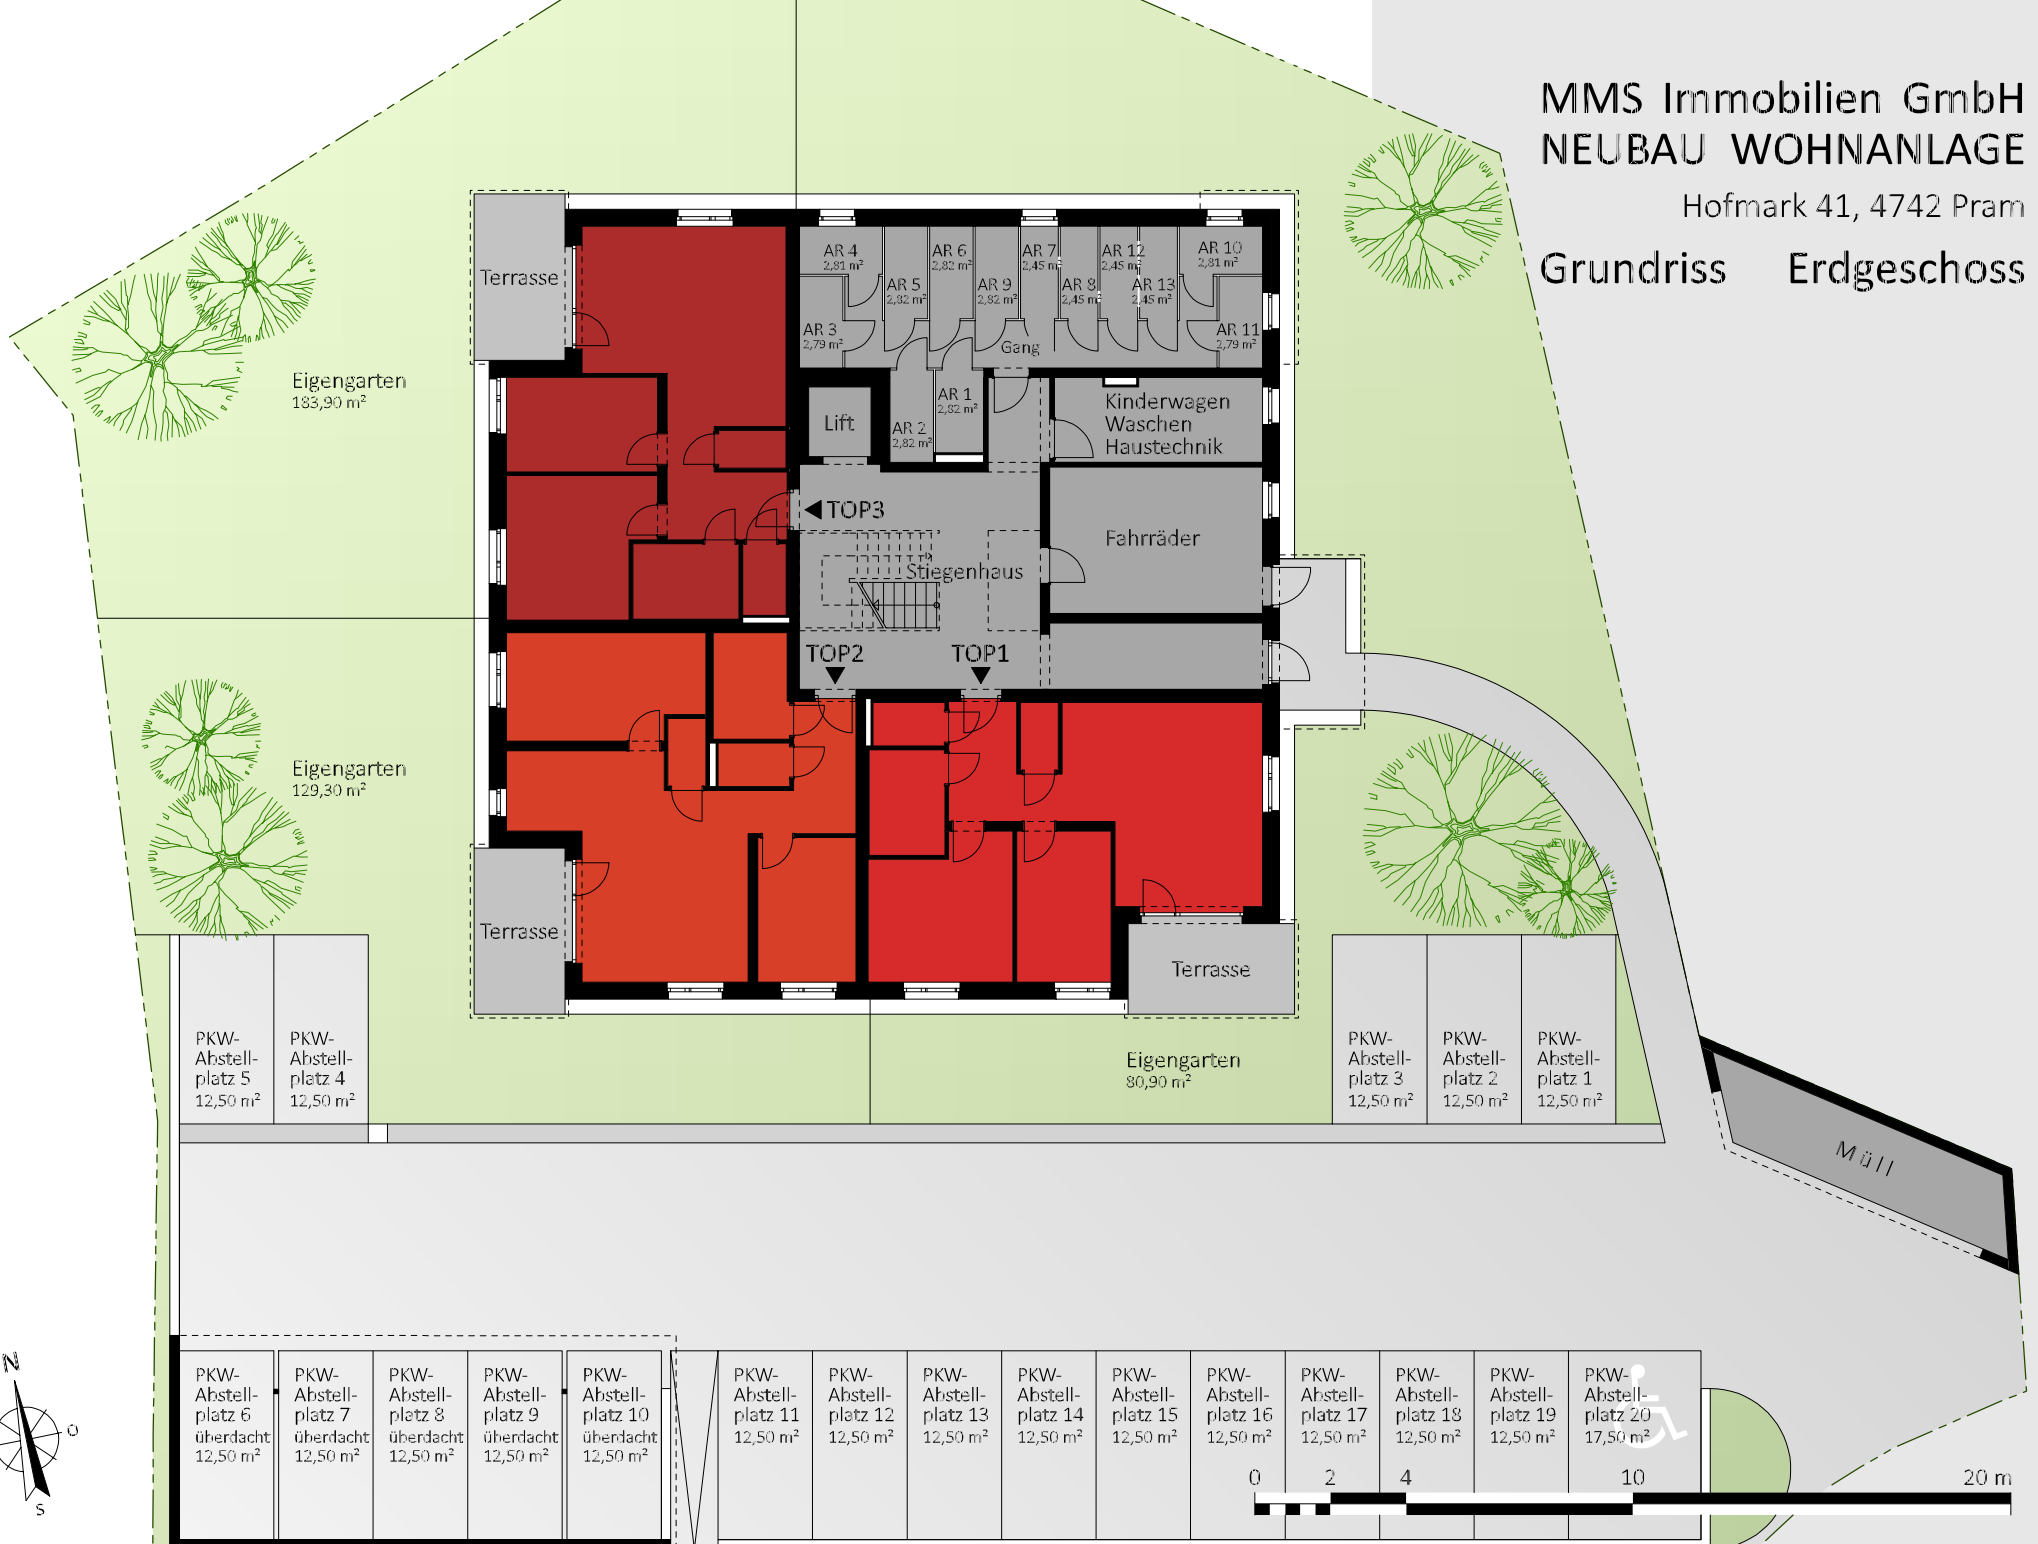 MMS Immobilien GmbH
NEUBAU WOHNANLAGE
Hofmark 41, 4742 Pram
Grundriss Erdgeschoss
Terrasse
AR 4
2,81 m²
AR 5
2,82 m²
AR 6
2,82 m²
AR 9
2,82 m²
AR 7
2,45 m²
AR 8
2,45 m²
AR 12
2,45 m²
AR 13
2,45 m²
AR 10
2,81 m²
AR 3
2,79 m²
AR 11
2,79 m²
Gang
Eigengarten
183,90 m²
Lift
AR 1
2,82 m²
AR 2
2,82 m²
Kinderwagen
Waschen
Haustechnik
TOP3
Fahrräder
Stiegenhaus
TOP2
TOP1
Eigengarten
129,30 m²
Terrasse
Terrasse
Eigengarten
80,90 m²
PKW-
Abstell-
platz 5
12,50 m²
PKW-
Abstell-
platz 4
12,50 m²
PKW-
Abstell-
platz 3
12,50 m²
PKW-
Abstell-
platz 2
12,50 m²
PKW-
Abstell-
platz 1
12,50 m²
Müll
PKW-
Abstell-
platz 6
überdacht
12,50 m²
PKW-
Abstell-
platz 7
überdacht
12,50 m²
PKW-
Abstell-
platz 8
überdacht
12,50 m²
PKW-
Abstell-
platz 9
überdacht
12,50 m²
PKW-
Abstell-
platz 10
überdacht
12,50 m²
PKW-
Abstell-
platz 11
12,50 m²
PKW-
Abstell-
platz 12
12,50 m²
PKW-
Abstell-
platz 13
12,50 m²
PKW-
Abstell-
platz 14
12,50 m²
PKW-
Abstell-
platz 15
12,50 m²
PKW-
Abstell-
platz 16
12,50 m²
PKW-
Abstell-
platz 17
12,50 m²
PKW-
Abstell-
platz 18
12,50 m²
PKW-
Abstell-
platz 19
12,50 m²
PKW-
Abstell-
platz 20
17,50 m²
N
O
S
0 2 4 10 20 m